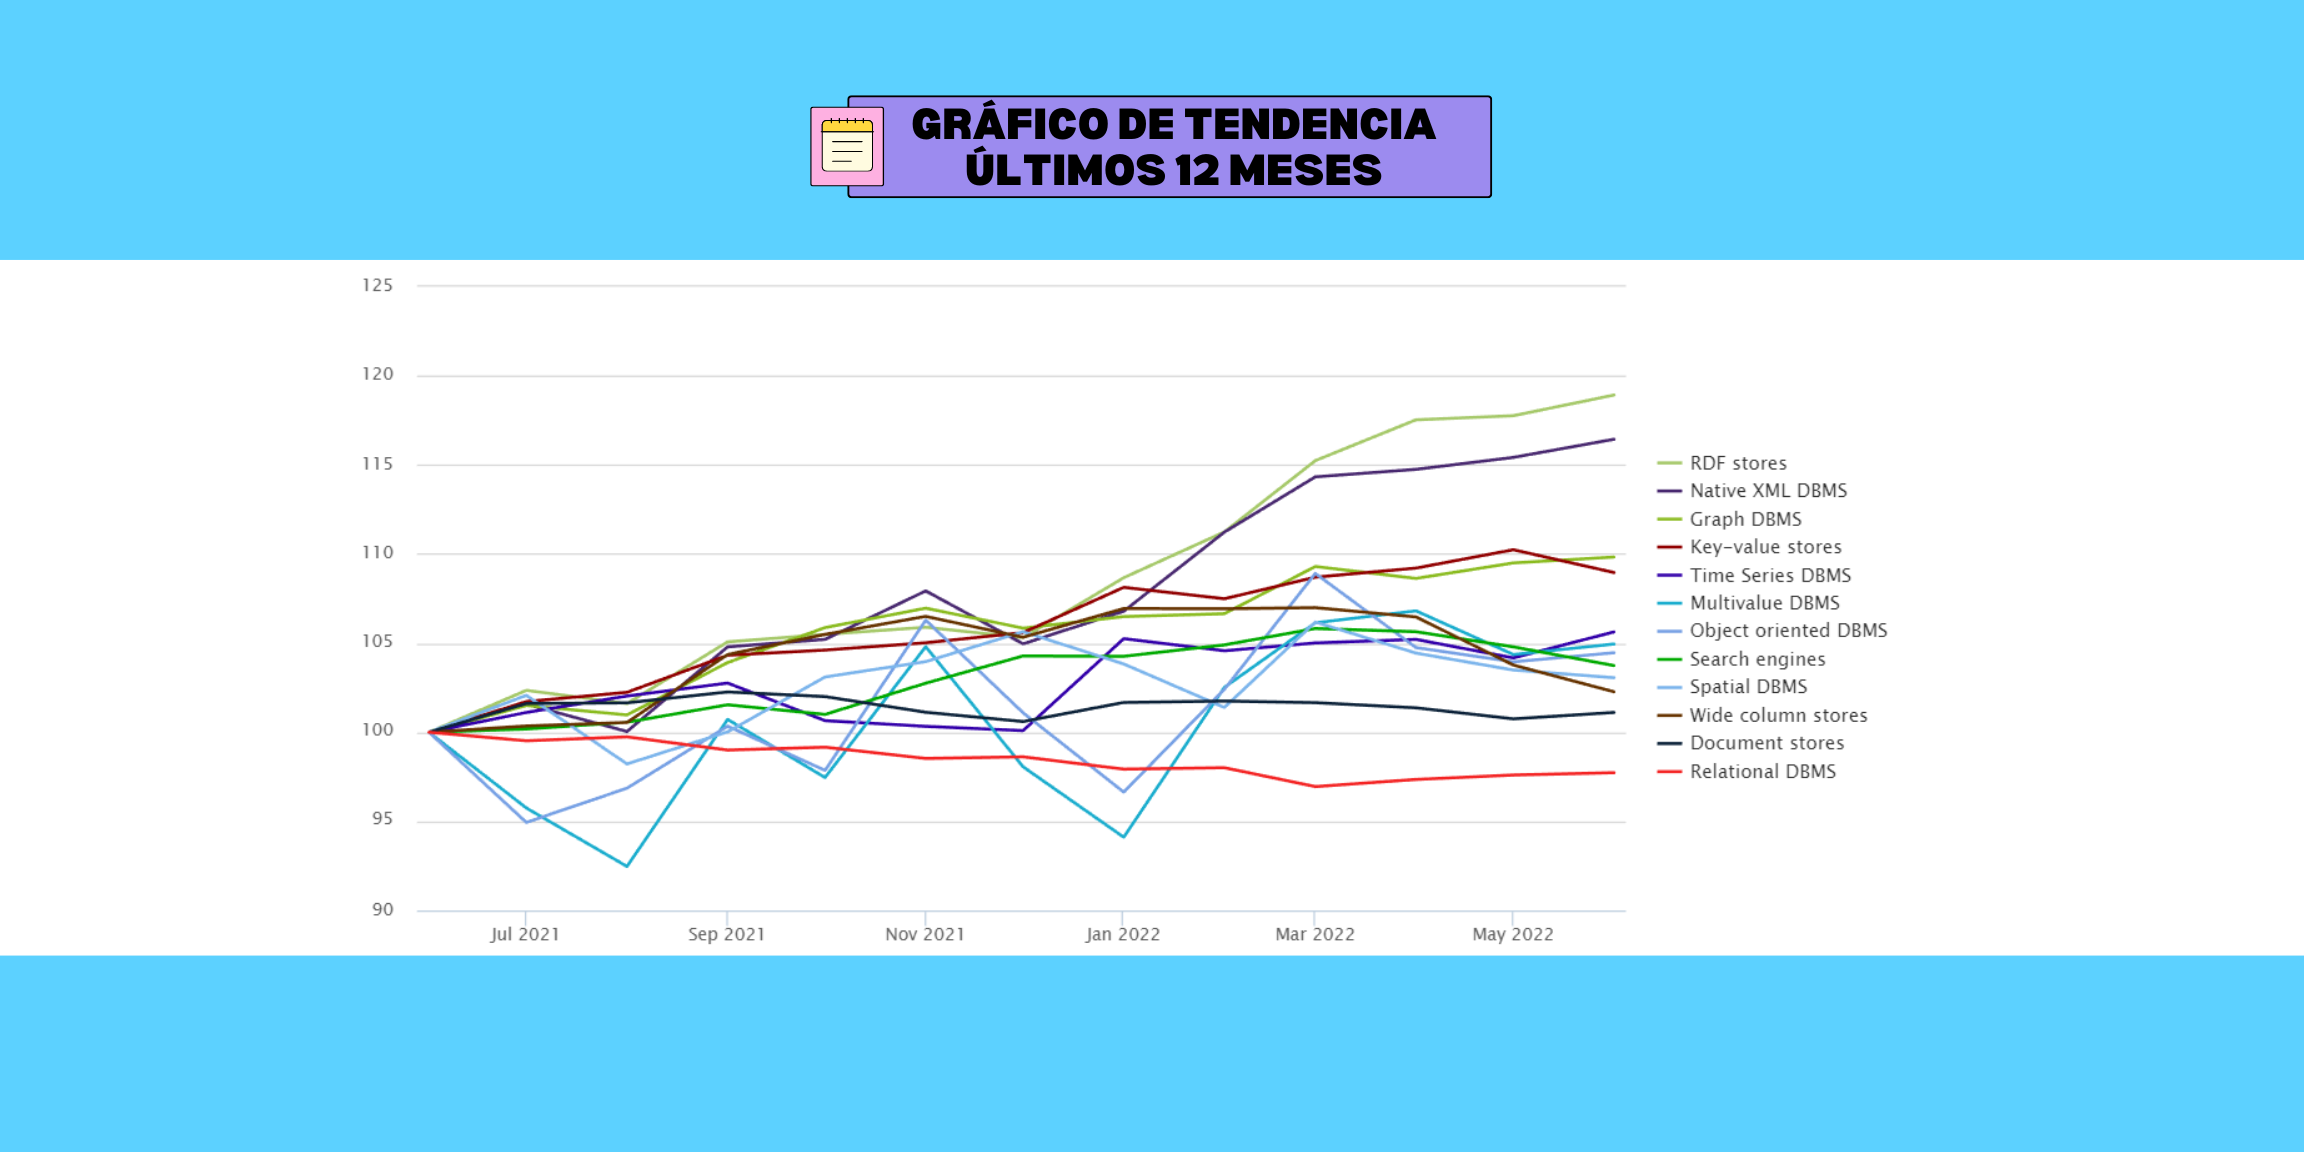 GRÁFICO DE TENDENCIA
ÚLTIMOS 12 MESES
125
120
115
110
105
100
95
90
Jul 2021
Sep 2021
Nov 2021
Jan 2022
Mar 2022
May 2022
RDF stores
Native XML DBMS
Graph DBMS
Key-value stores
Time Series DBMS
Multivalue DBMS
Object oriented DBMS
Search engines
Spatial DBMS
Wide column stores
Document stores
Relational DBMS